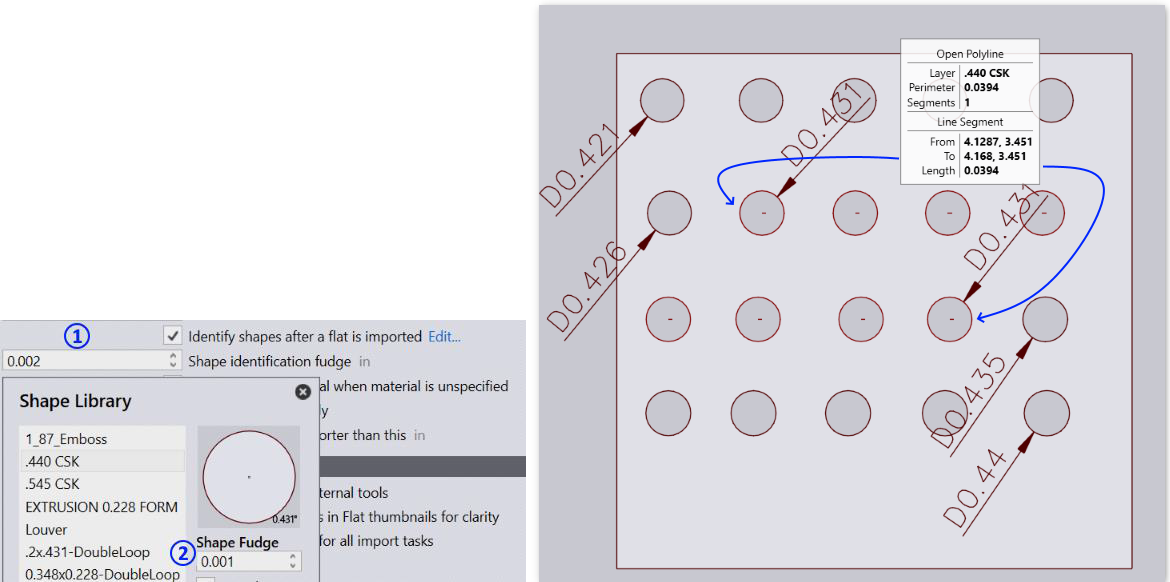 1
Identify shapes after a flat is imported Edit...
0.002
Shape identification fudge in
al when material is unspecified
Shape Library
ly
1_87_Emboss
orter than this in
.440 CSK
.545 CSK
ternal tools
EXTRUSION 0.228 FORM
0.431"
s in Flat thumbnails for clarity
Louver
2
Shape Fudge
for all import tasks
.2x.431-DoubleLoop
0.001
0.348x0.228-DoubleLoop
Open Polyline
Layer .440 CSK
Perimeter 0.0394
Segments 1
Line Segment
From 4.1287, 3.451
To 4.168, 3.451
Length 0.0394
D0.421
D0.431
D0.426
D0.431
D0.435
D0.44